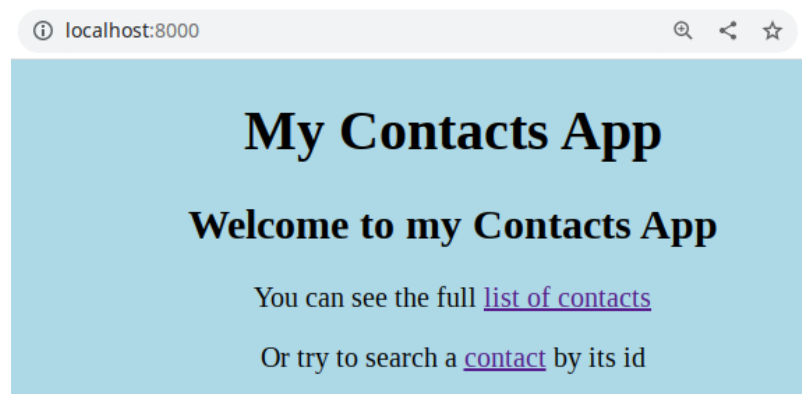 localhost:8000
My Contacts App
Welcome to my Contacts App
You can see the full list of contacts
Or try to search a contact by its id